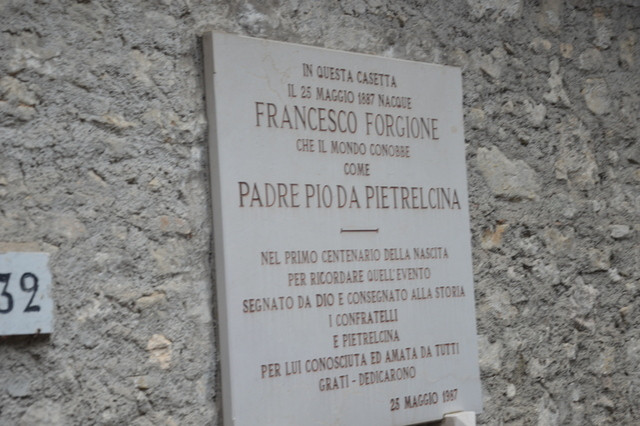 IN QUESTA CASETTA
IL 25 MAGGIO 1887 NACQUE
FRANCESCO FORGIONE
CHE IL MONDO CONOBBE
COME
PADRE PIO DA PIETRELCINA
NEL PRIMO CENTENARIO DELLA NASCITA
PER RICORDARE QUELL'EVENTO
SEGNATO DA DIO E CONSEGNATO ALLA STORIA
I CONFRATELLI
E PIETRELCINA
PER LUI CONOSCIUTA ED AMATA DA TUTTI
GRATI - DEDICARONO
25 MAGGIO 1987
32